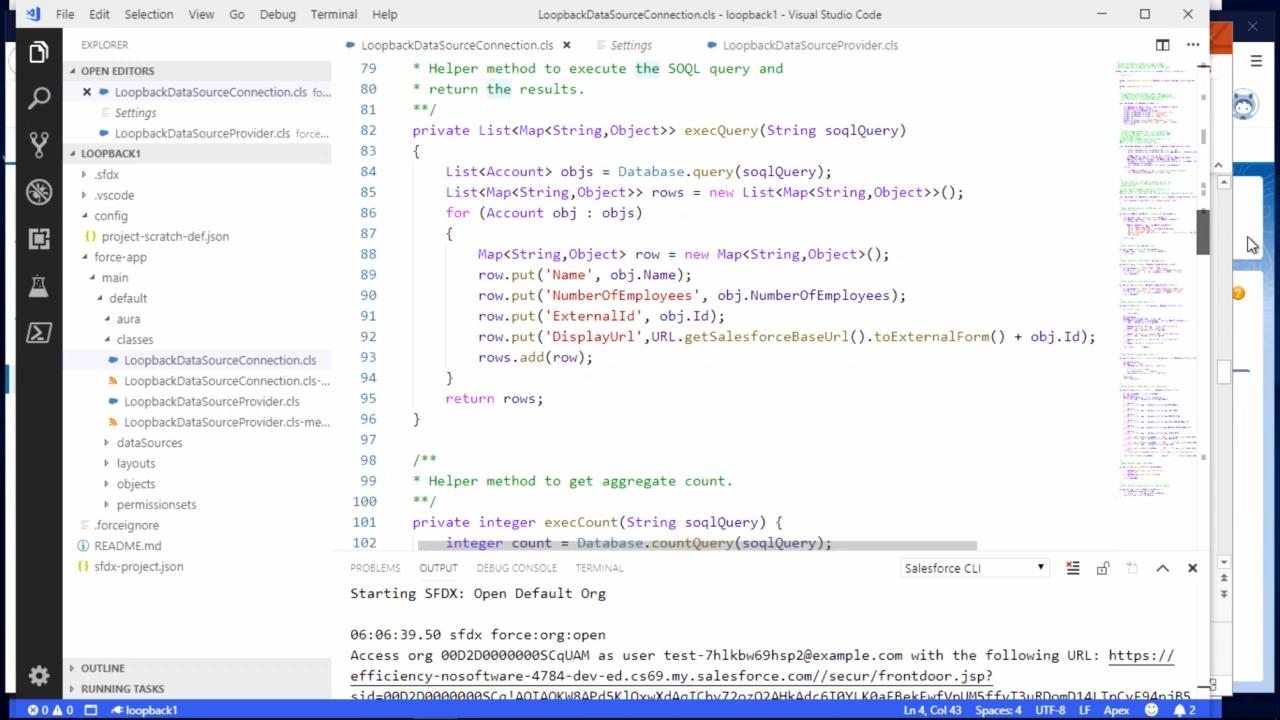 File Edit Selection View Go Debug Terminal Help
LoopbackDataSourceConnection.cls - loopback1 - Visual Studio Code
EXPLORER
OPEN EDITORS
LoopbackDataSourceConnection.cls fo...
Settings
LoopbackDataSourceProvider.cls force...
LOOPBACK1
.sfdx
.vscode
config
project-scratch-def.json
force-app
main
default
aura
classes
LoopbackDataSourceConnection.cls
LoopbackDataSourceConnection.cls-...
LoopbackDataSourceProvider.cls
LoopbackDataSourceProvider.cls-me...
dataSources
layouts
objects
permissionsets
.forceignore
README.md
sfdx-project.json
OUTLINE
RUNNING TASKS
LoopbackDataSourceConnection.cls Settings LoopbackDataSourceProvider.cls
79 * Helper method to execute the SOQL query and
80 * the results.
81 **/
82 private List<Map<String,Object>> execQuery(String soqlQuery)
83 {
84 List<Account> objs = Database.query(soqlQuery);
85 List<Map<String,Object>> rows = new List<Map<String,Object>>();
86 for (Account obj : objs)
87
88 Map<String,Object> row = new Map<String,Object>();
89 row.put('Name', obj.Name);
90 row.put('NumberOfEmployees', obj.NumberOfEmployees);
91 row.put('ExternalId', obj.Id);
92 row.put('DisplayUrl',URL.getSalesforceBaseUrl().toExternalForm() + obj.Id);
93 rows.add(row);
94
95 return rows;
96 }
97
98 /**
99 * Helper method to get aggregate count.
100 **/
101 private integer execCount(String soqlQuery) {
102 integer count = Database.countQuery(soqlQuery);
PROBLEMS OUTPUT DEBUG CONSOLE TERMINAL Salesforce CLI
Starting SFDX: Open Default Org
06:06:39.50 sfdx force:org:open
Access org 00D2D0000000SCqUAM as user test-7hlkbw69hsp2@example.com with the following URL: https://
efficiency-nosoftware-4784-dev-ed.cs69.my.salesforce.com//secur/frontdoor.jsp?
0 0 loopback1 Ln 4, Col 43 Spaces: 4 UTF-8 LF Apex 2